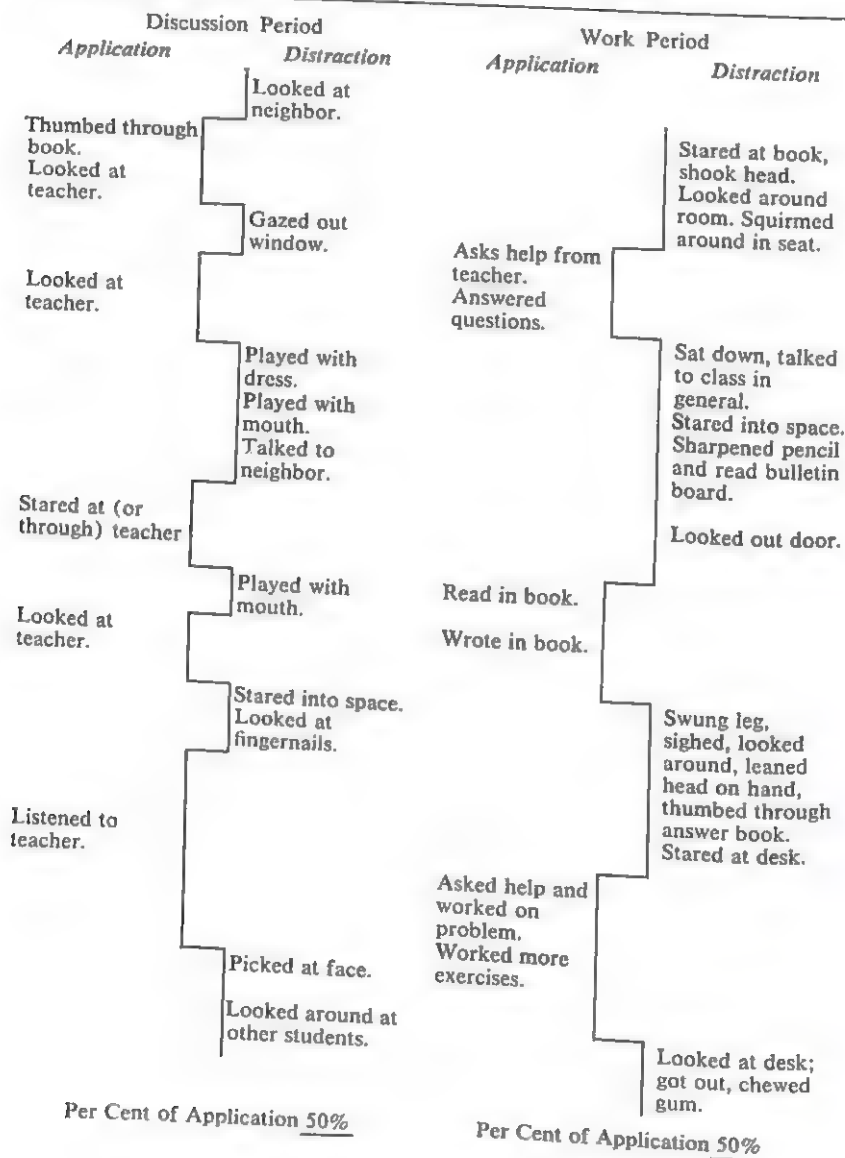 Discussion Period
Application
Distraction
Looked at
neighbor.
Thumbed through
book.
Looked at
teacher.
Gazed out
window.
Looked at
teacher.
Played with
dress.
Played with
mouth.
Talked to
neighbor.
Stared at (or
through) teacher
Played with
mouth.
Looked at
teacher.
Stared into space.
Looked at
fingernails.
Listened to
teacher.
Picked at face.
Looked around at
other students.
Per Cent of Application 50%
Work Period
Application
Distraction
Stared at book,
shook head.
Looked around
room. Squirmed
around in seat.
Asks help from
teacher.
Answered
questions.
Sat down, talked
to class in
general.
Stared into space.
Sharpened pencil
and read bulletin
board.
Looked out door.
Read in book.
Wrote in book.
Swung leg,
sighed, looked
around, leaned
head on hand,
thumbed through
answer book.
Stared at desk.
Asked help and
worked on
problem.
Worked more
exercises.
Looked at desk;
got out, chewed
gum.
Per Cent of Application 50%